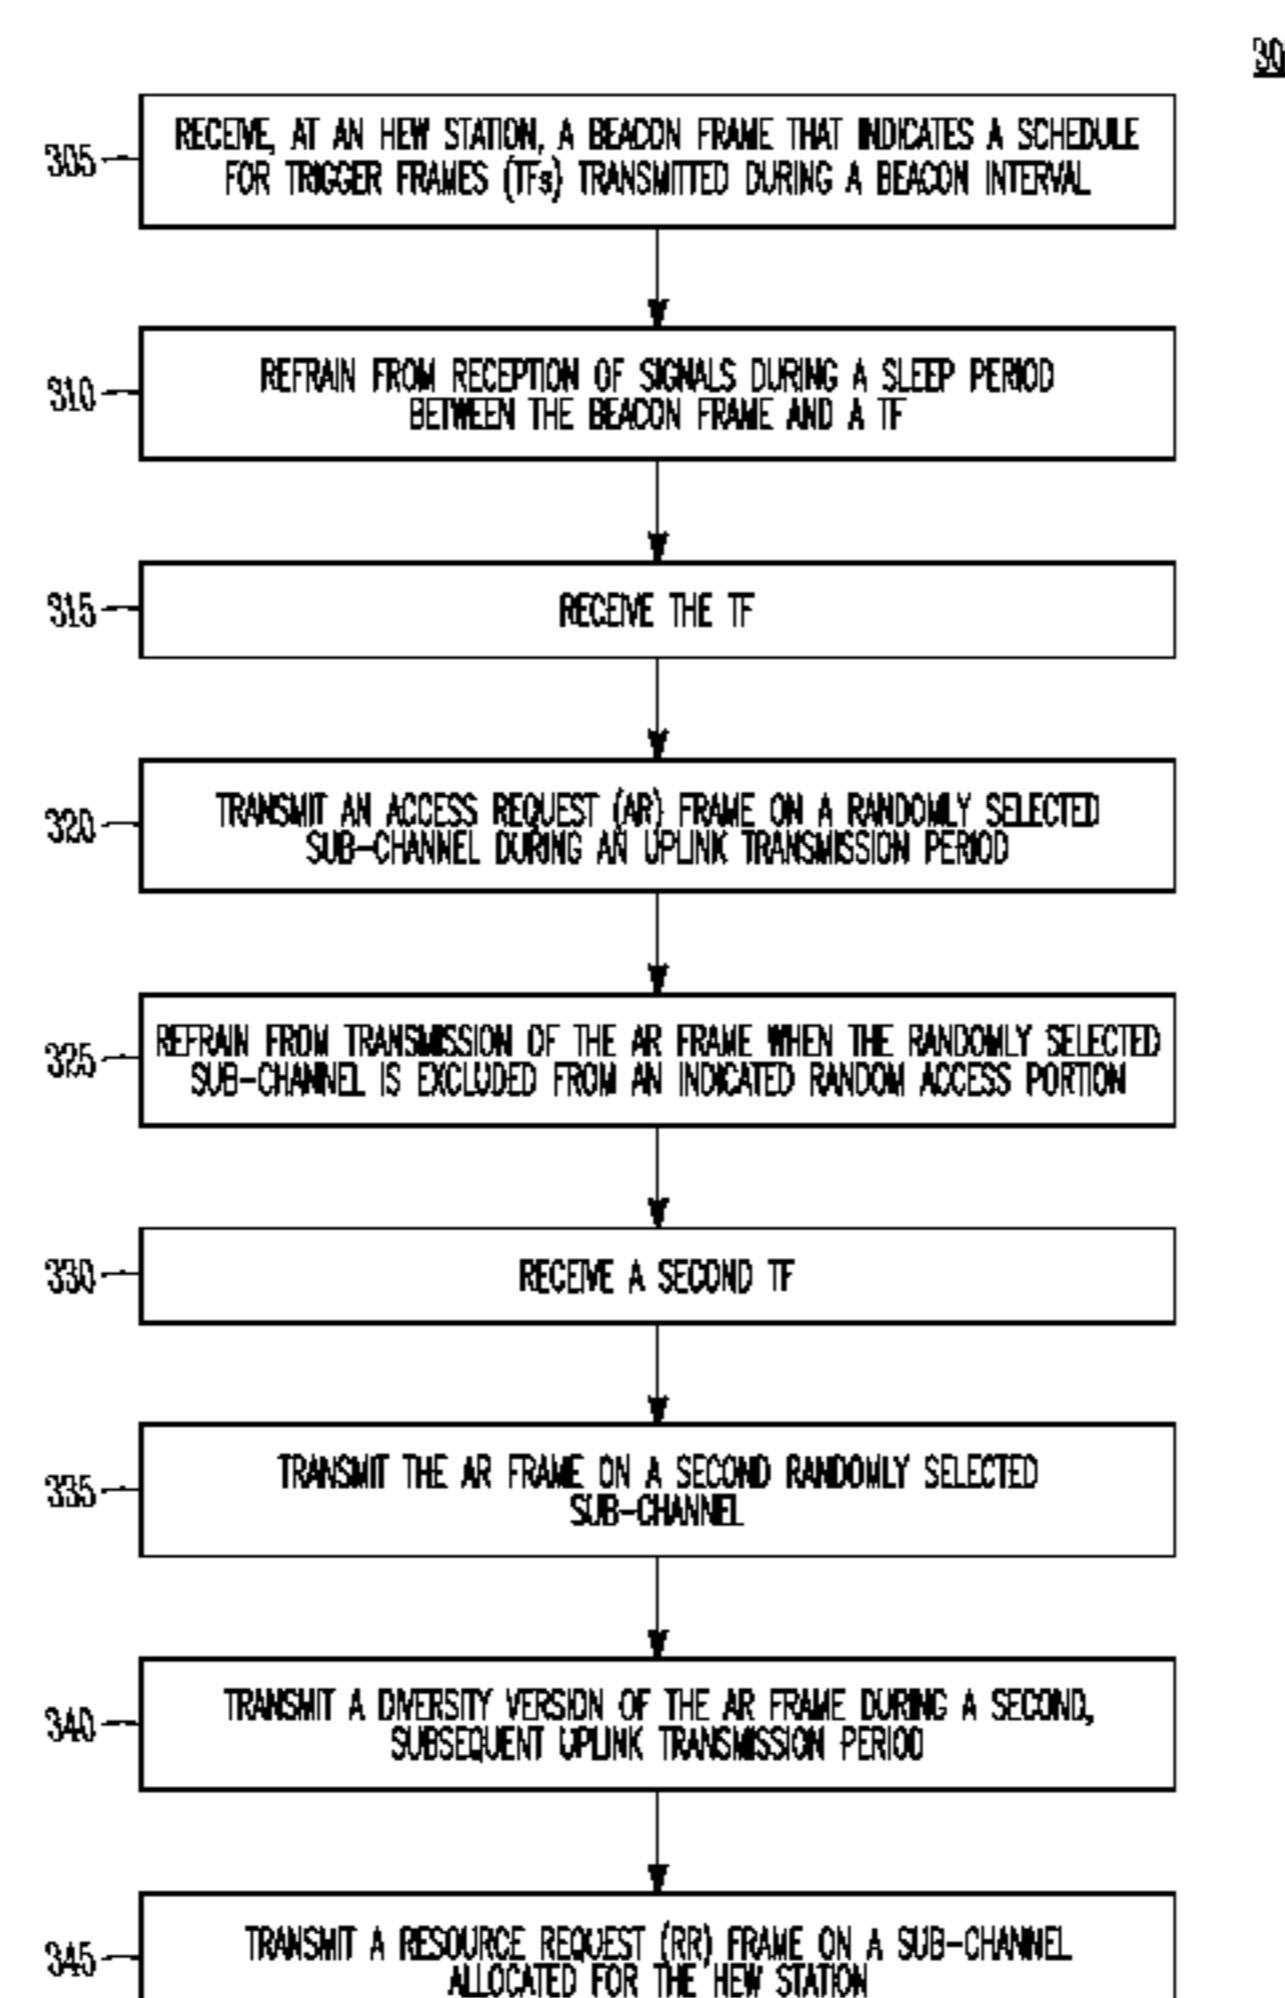 30
305
RECEIVE, AT AN HEW STATION, A BEACON FRAME THAT INDICATES A SCHEDULE
FOR TRIGGER FRAMES (TFs) TRANSMITTED DURING A BEACON INTERVAL
310
REFRAIN FROM RECEPTION OF SIGNALS DURING A SLEEP PERIOD
BETWEEN THE BEACON FRAME AND A TF
315
RECEIVE THE TF
320
TRANSMIT AN ACCESS REQUEST (AR) FRAME ON A RANDOMLY SELECTED
SUB-CHANNEL DURING AN UPLINK TRANSMISSION PERIOD
325
REFRAIN FROM TRANSMISSION OF THE AR FRAME WHEN THE RANDOMLY SELECTED
SUB-CHANNEL IS EXCLUDED FROM AN INDICATED RANDOM ACCESS PORTION
330
RECEIVE A SECOND TF
335
TRANSMIT THE AR FRAME ON A SECOND RANDOMLY SELECTED
SUB-CHANNEL
340
TRANSMIT A DIVERSITY VERSION OF THE AR FRAME DURING A SECOND,
SUBSEQUENT UPLINK TRANSMISSION PERIOD
345
TRANSMIT A RESOURCE REQUEST (RR) FRAME ON A SUB-CHANNEL
ALLOCATED FOR THE HEW STATION